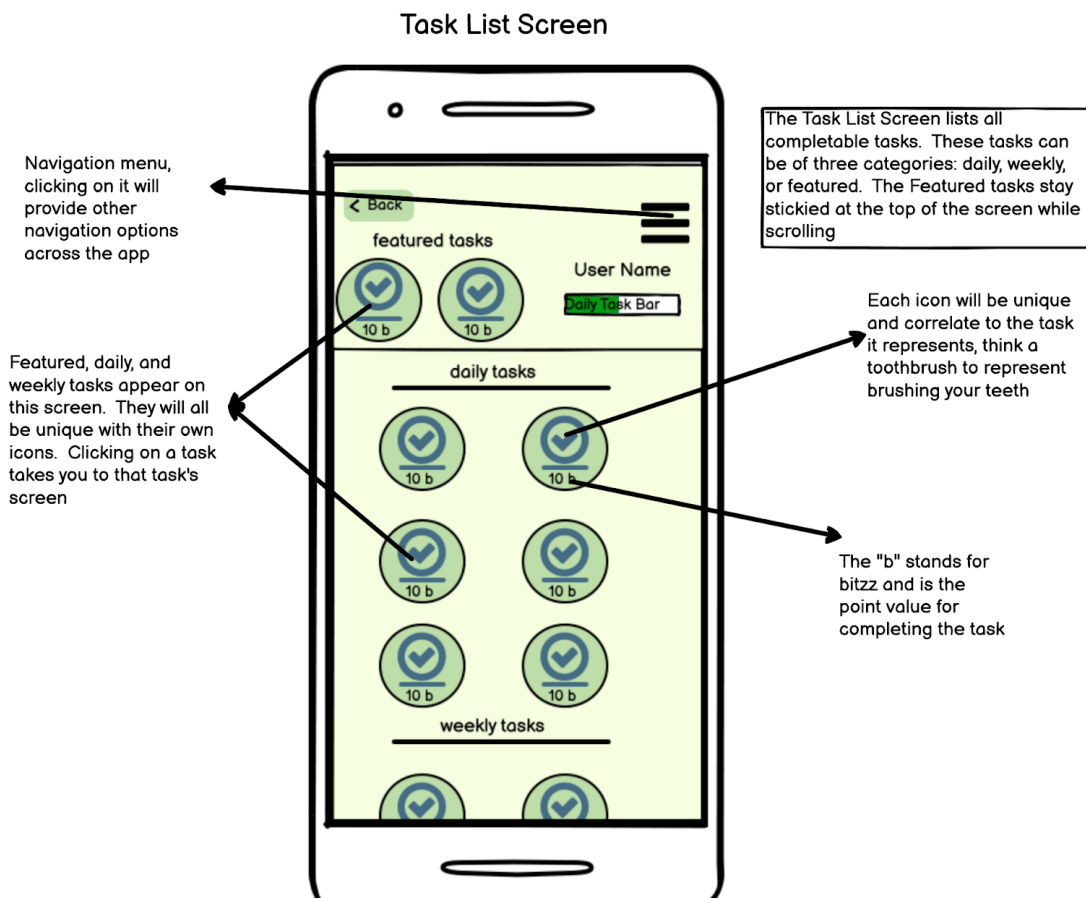 Task List Screen
Navigation menu,
clicking on it will
provide other
navigation options
across the app
The Task List Screen lists all
completable tasks. These tasks can
be of three categories: daily, weekly,
or featured. The Featured tasks stay
stickied at the top of the screen while
scrolling
< Back
featured tasks
10 b
10 b
User Name
Daily Task Bar
Featured, daily, and
weekly tasks appear on
this screen. They will all
be unique with their own
icons. Clicking on a task
takes you to that task's
screen
Each icon will be unique
and correlate to the task
it represents, think a
toothbrush to represent
brushing your teeth
daily tasks
10 b
10 b
10 b
10 b
10 b
10 b
The "b" stands for
bitzz and is the
point value for
completing the task
weekly tasks